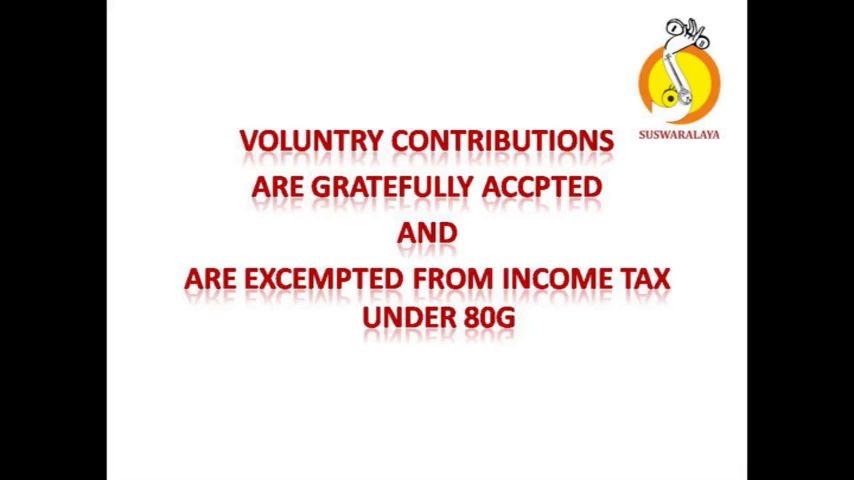 SUSWARALAYA
VOLUNTRY CONTRIBUTIONS
ARE GRATEFULLY ACCPTED
AND
ARE EXCEMPTED FROM INCOME TAX
UNDER 80G